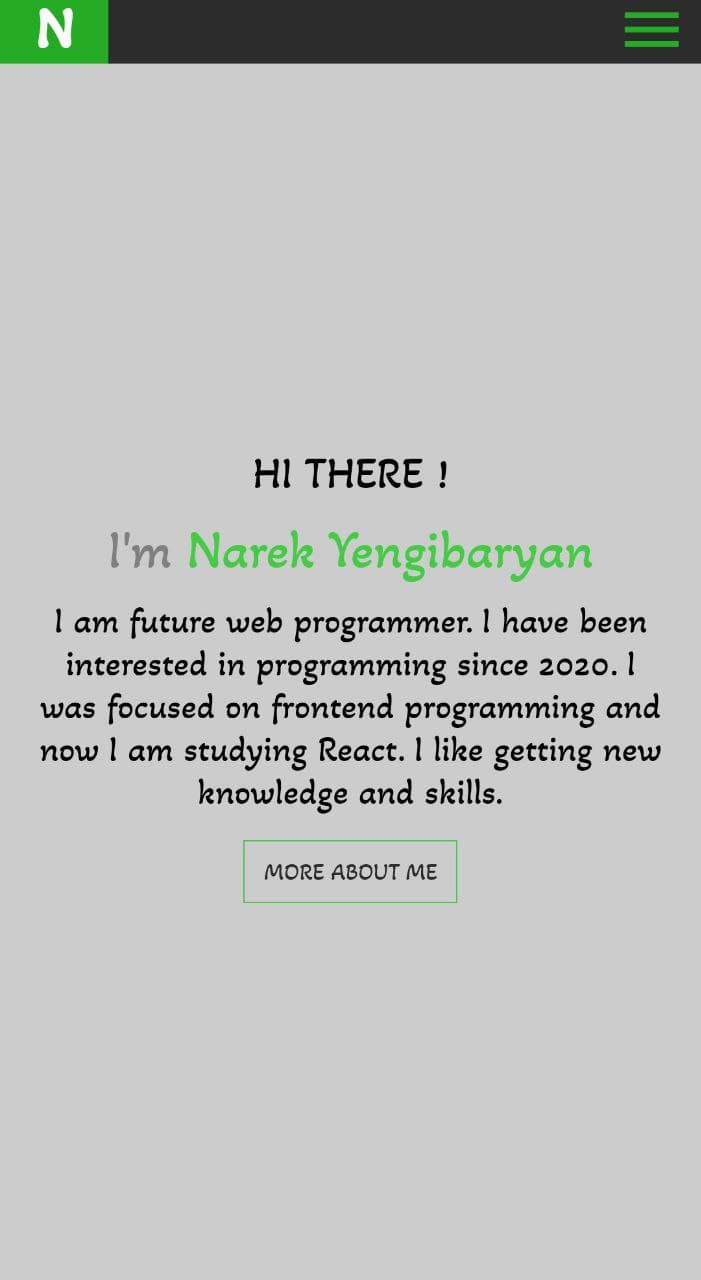 N
HI THERE !
I'm Narek Yengibaryan
I am future web programmer. I have been
interested in programming since 2020. I
was focused on frontend programming and
now I am studying React. I like getting new
knowledge and skills.
MORE ABOUT ME